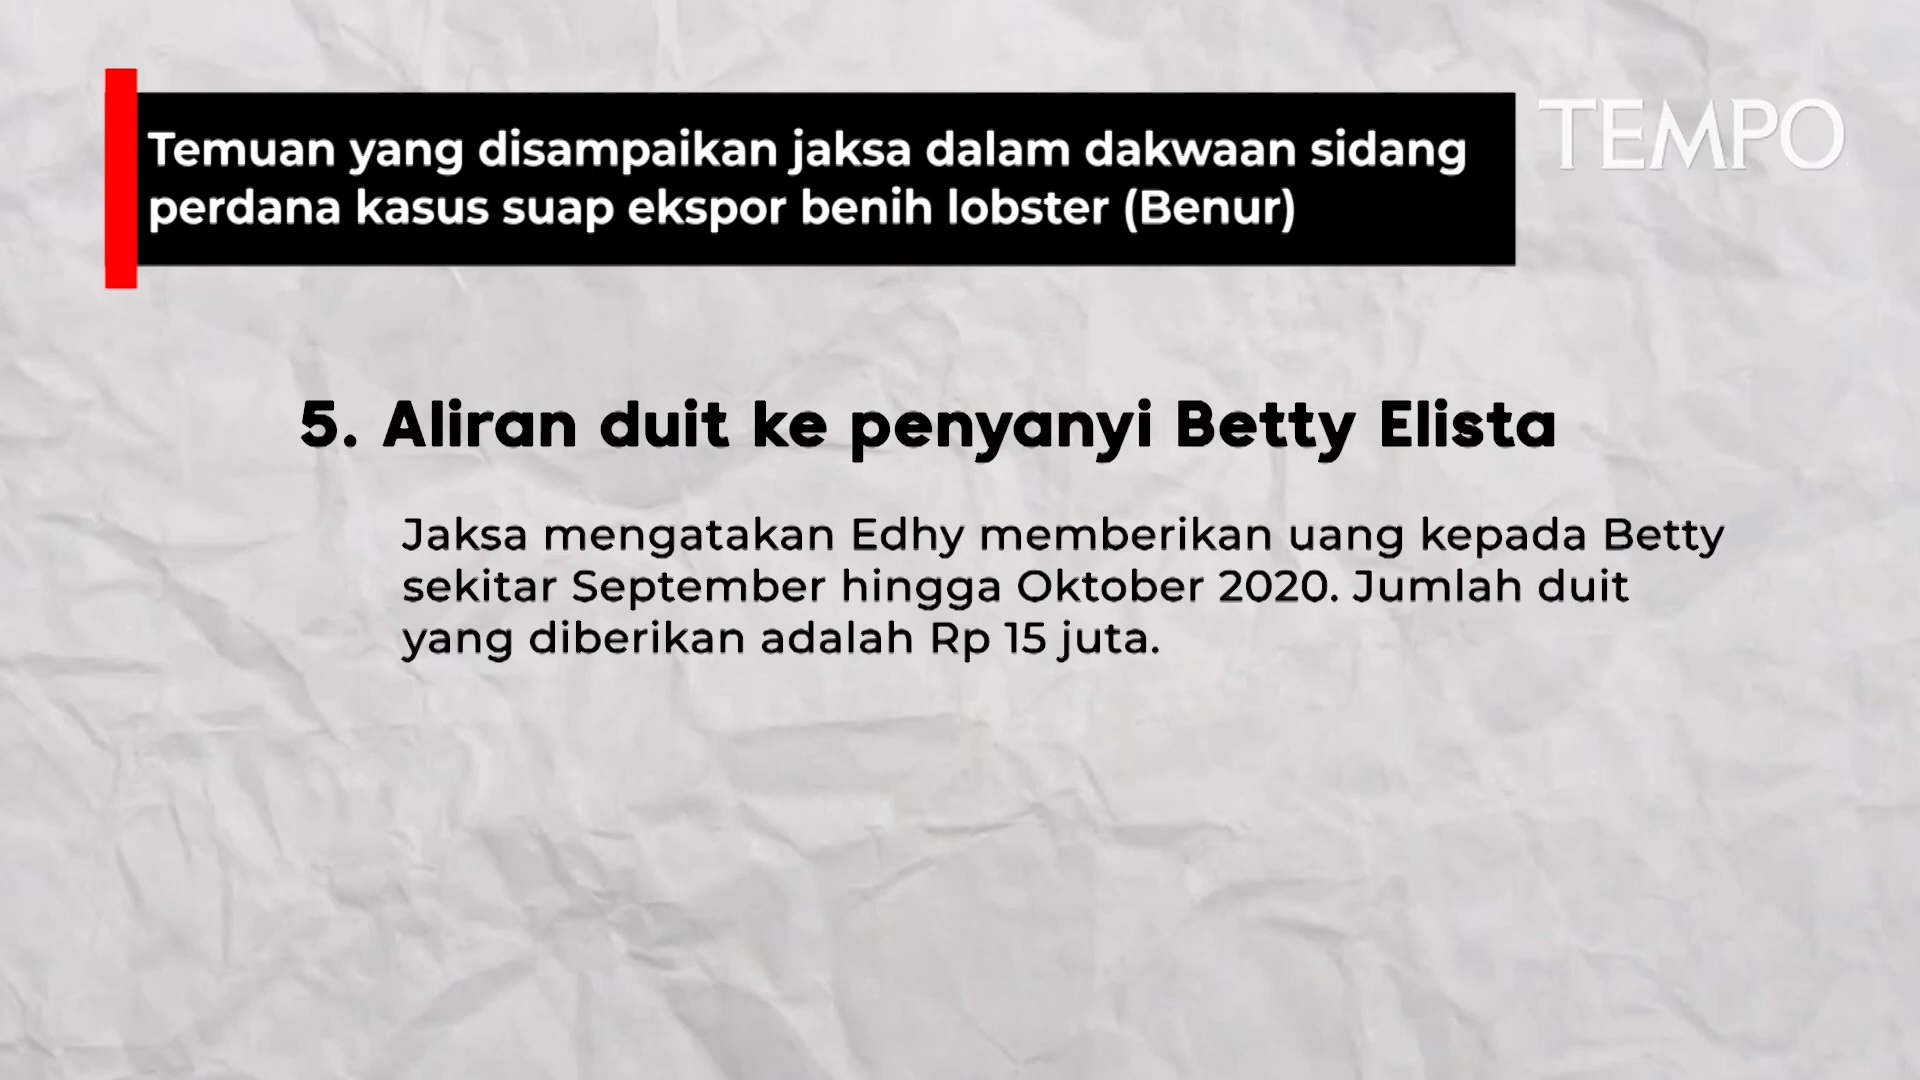 Temuan yang disampaikan jaksa dalam dakwaan sidang
perdana kasus suap ekspor benih lobster (Benur)
TEMPO
5. Aliran duit ke penyanyi Betty Elista
Jaksa mengatakan Edhy memberikan uang kepada Betty
sekitar September hingga Oktober 2020. Jumlah duit
yang diberikan adalah Rp 15 juta.